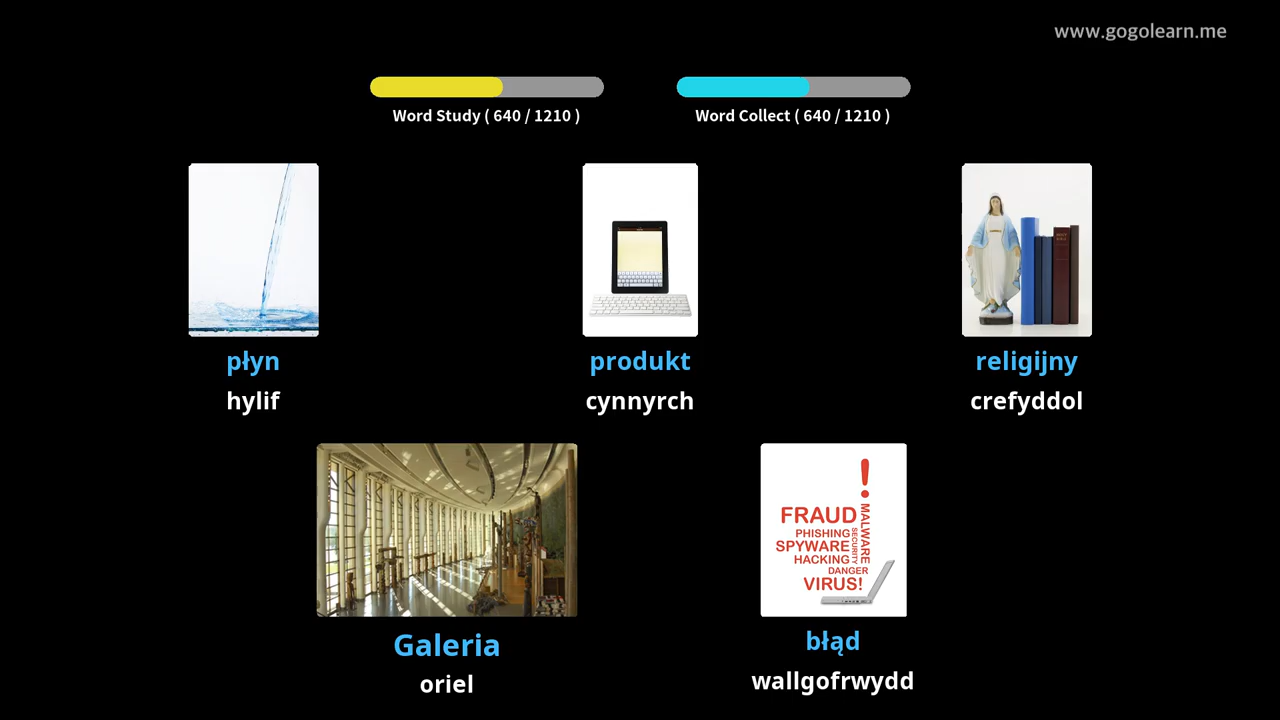 www.gogolearn.me
Word Study ( 640 / 1210 )
Word Collect ( 640 / 1210 )
płyn
produkt
religijny
hylif
cynnyrch
crefyddol
!
FRAUD
MALWARE
PHISHING
SECURITY
SPYWARE
HACKING
DANGER
VIRUS!
Galeria
błąd
oriel
wallgofrwydd